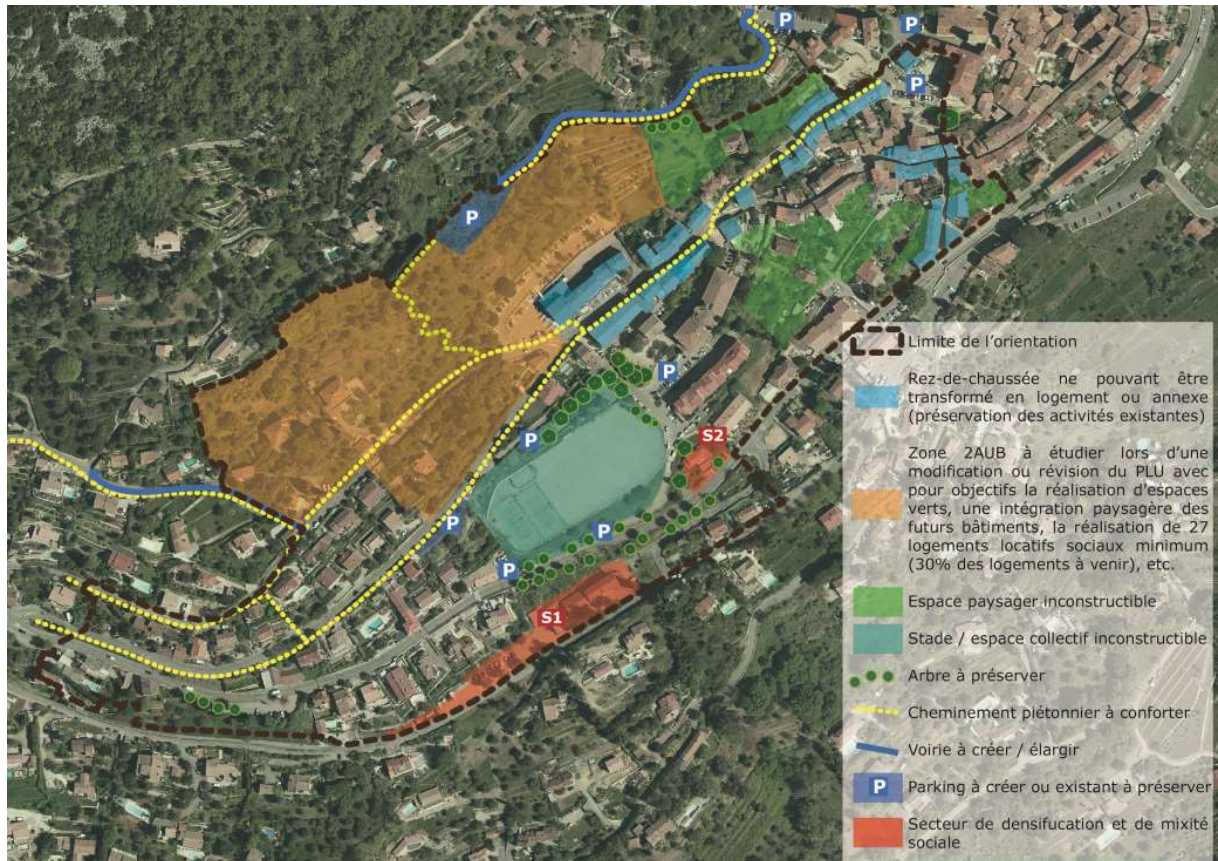 P
P
P
P
P
P
P
P
P
S2
S1
Limite de l'orientation
Rez-de-chaussée ne pouvant être
transformé en logement ou annexe
(préservation des activités existantes)
Zone 2AUB à étudier lors d'une
modification ou révision du PLU avec
pour objectifs la réalisation d'espaces
verts, une intégration paysagère des
futurs bâtiments, la réalisation de 27
logements locatifs sociaux minimum
(30% des logements à venir), etc.
Espace paysager inconstructible
Stade / espace collectif inconstructible
Arbre à préserver
Cheminement piétonnier à conforter
Voirie à créer / élargir
P Parking à créer ou existant à préserver
Secteur de densifucation et de mixité
sociale